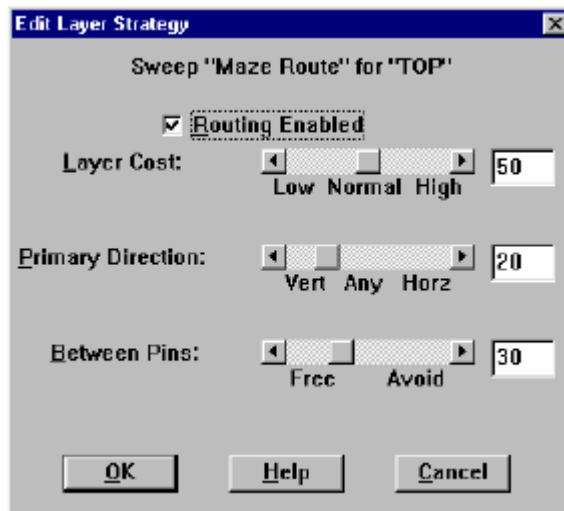 Edit Layer Strategy
Sweep "Maze Route" for "TOP"
Routing Enabled
Layer Cost: 50
Low Normal High
Primary Direction: 20
Vert Any Horz
Between Pins: 30
Free Avoid
OK Help Cancel